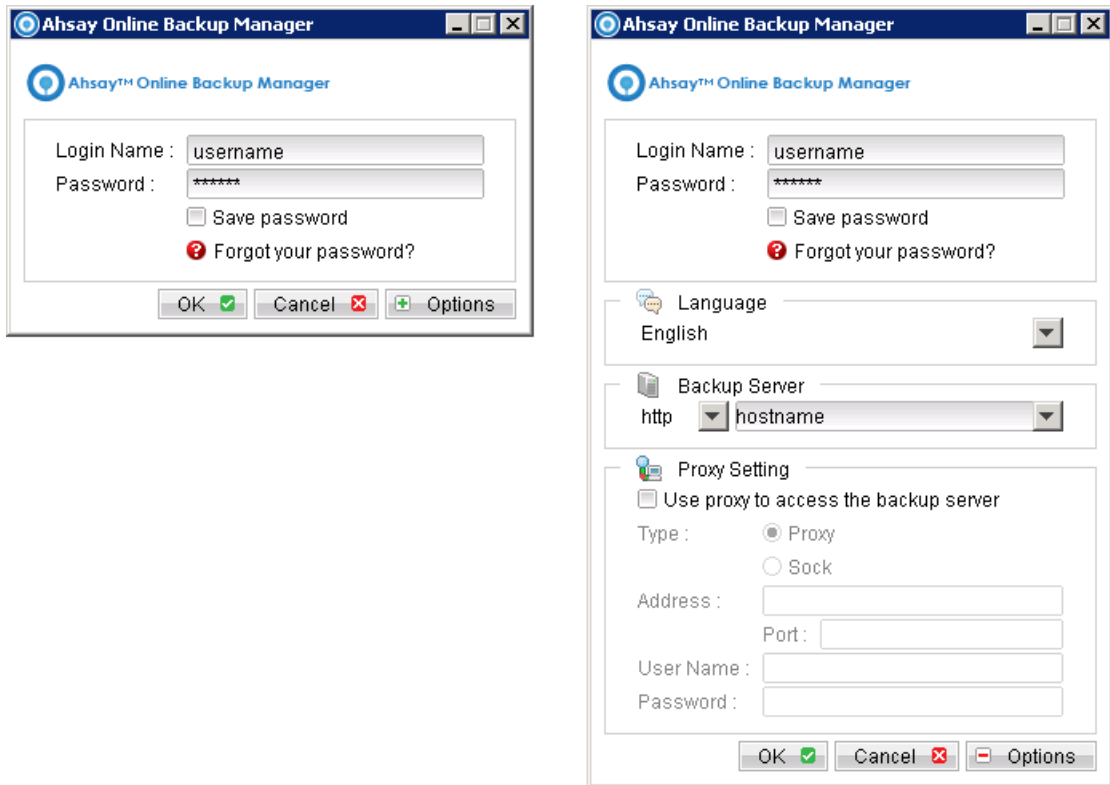 Ahsay Online Backup Manager
Ahsay™ Online Backup Manager
Login Name : username
Password : ******
Save password
Forgot your password?
OK Cancel Options
Ahsay Online Backup Manager
Ahsay™ Online Backup Manager
Login Name : username
Password : ******
Save password
Forgot your password?
Language
English
Backup Server
http hostname
Proxy Setting
Use proxy to access the backup server
Type : Proxy
Sock
Address :
Port :
User Name :
Password :
OK Cancel Options